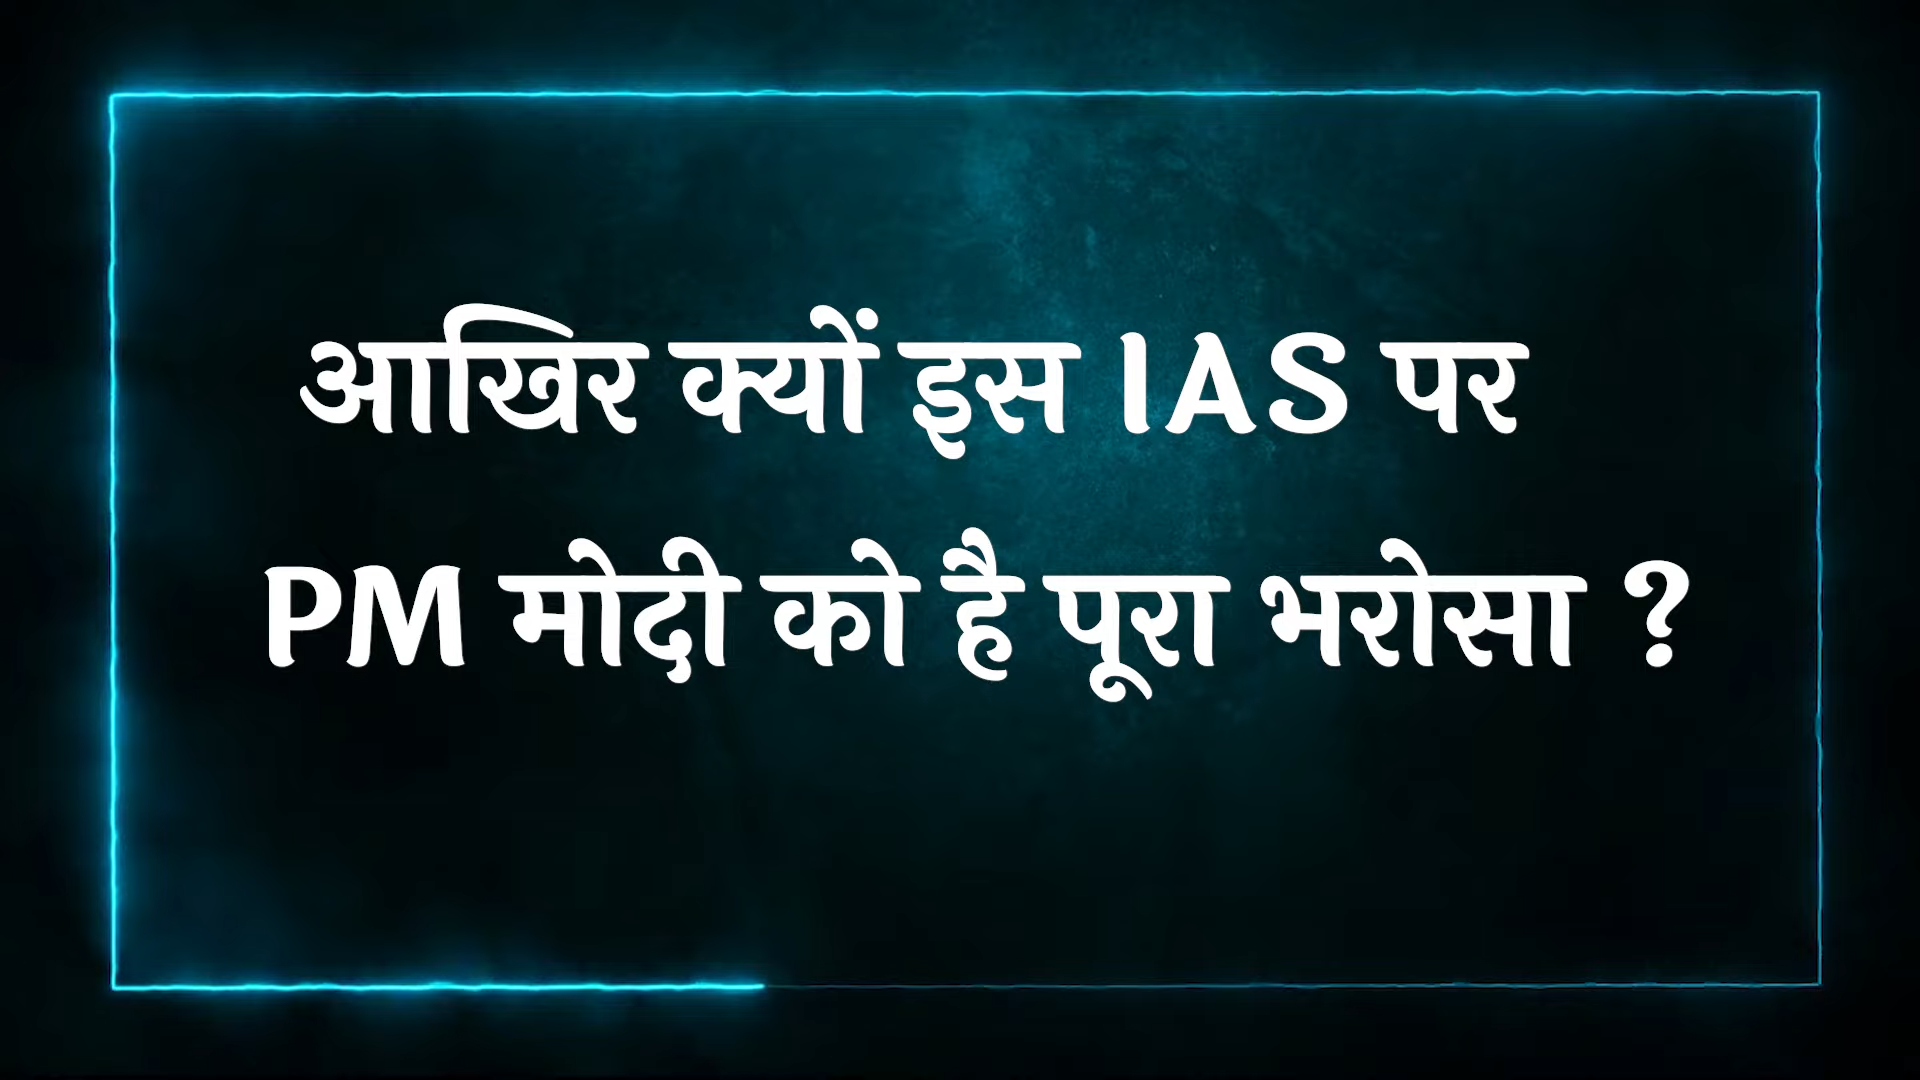 आखिर क्यों इस IAS पर
PM मोदी को है पूरा भरोसा ?